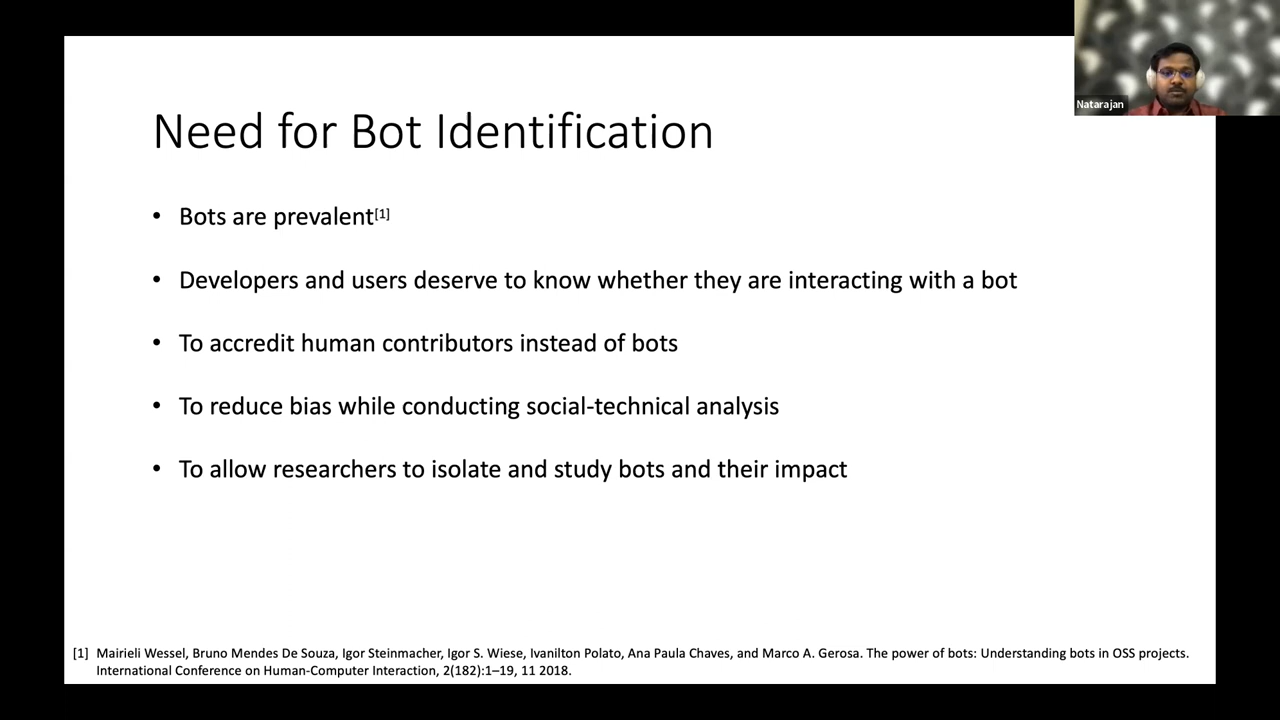 Natarajan
Need for Bot Identification
• Bots are prevalent[1]
• Developers and users deserve to know whether they are interacting with a bot
• To accredit human contributors instead of bots
• To reduce bias while conducting social-technical analysis
• To allow researchers to isolate and study bots and their impact
[1] Mairieli Wessel, Bruno Mendes De Souza, Igor Steinmacher, Igor S. Wiese, Ivanilton Polato, Ana Paula Chaves, and Marco A. Gerosa. The power of bots: Understanding bots in OSS projects.
International Conference on Human-Computer Interaction, 2(182):1–19, 11 2018.